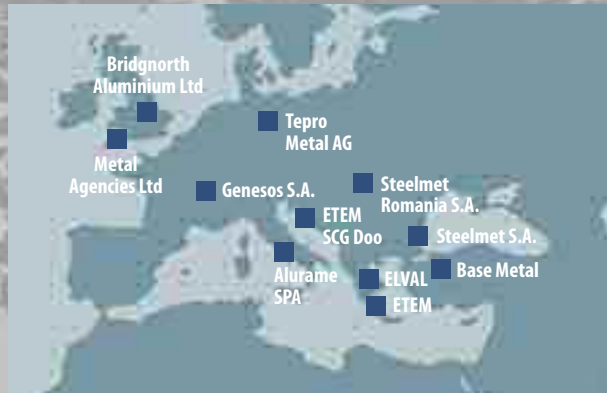 Bridgnorth
Aluminium Ltd
Tepro
Metal AG
Metal
Agencies Ltd
Genesos S.A.
Steelmet
Romania S.A.
ETEM
SCG Doo
Steelmet S.A.
Alurame
SPA
ELVAL
Base Metal
ETEM